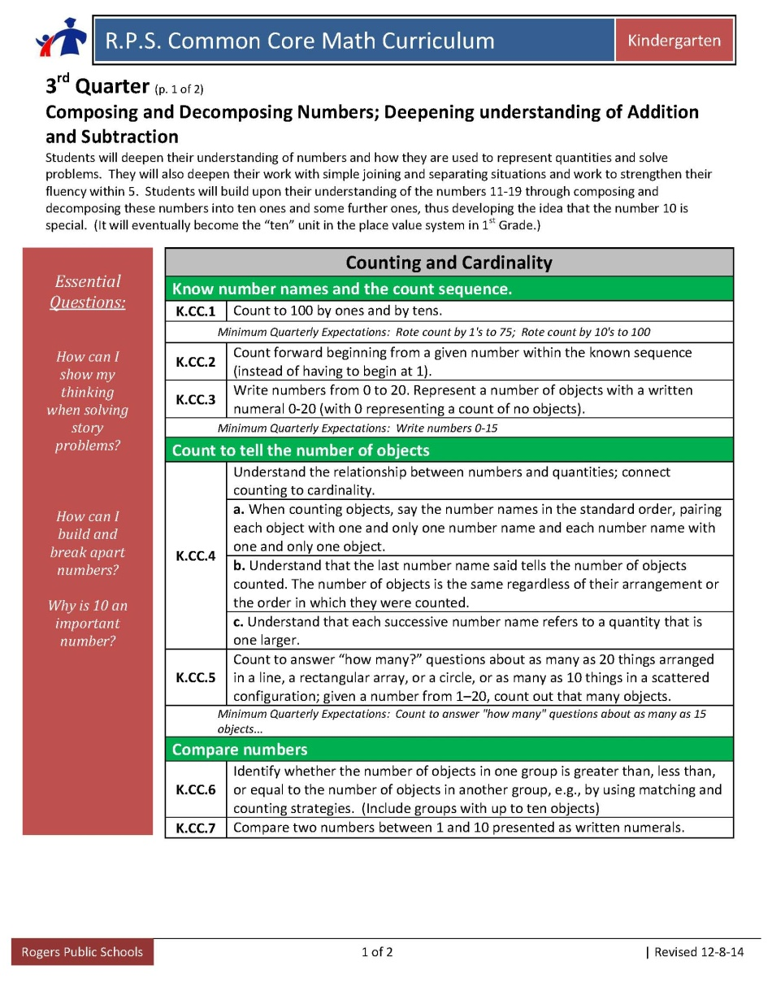 R.P.S. Common Core Math Curriculum
Kindergarten
3rd Quarter (p. 1 of 2)
Composing and Decomposing Numbers; Deepening understanding of Addition
and Subtraction
Students will deepen their understanding of numbers and how they are used to represent quantities and solve
problems.  They will also deepen their work with simple joining and separating situations and work to strengthen their
fluency within 5.  Students will build upon their understanding of the numbers 11-19 through composing and
decomposing these numbers into ten ones and some further ones, thus developing the idea that the number 10 is
special.  (It will eventually become the “ten” unit in the place value system in 1st Grade.)
Essential
Questions:
How can I
show my
thinking
when solving
story
problems?
How can I
build and
break apart
numbers?
Why is 10 an
important
number?
Counting and Cardinality
Know number names and the count sequence.
K.CC.1 Count to 100 by ones and by tens.
Minimum Quarterly Expectations:  Rote count by 1's to 75;  Rote count by 10's to 100
K.CC.2
Count forward beginning from a given number within the known sequence
(instead of having to begin at 1).
K.CC.3
Write numbers from 0 to 20. Represent a number of objects with a written
numeral 0-20 (with 0 representing a count of no objects).
Minimum Quarterly Expectations:  Write numbers 0-15
Count to tell the number of objects
K.CC.4
Understand the relationship between numbers and quantities; connect
counting to cardinality.
a. When counting objects, say the number names in the standard order, pairing
each object with one and only one number name and each number name with
one and only one object.
b. Understand that the last number name said tells the number of objects
counted. The number of objects is the same regardless of their arrangement or
the order in which they were counted.
c. Understand that each successive number name refers to a quantity that is
one larger.
K.CC.5
Count to answer “how many?” questions about as many as 20 things arranged
in a line, a rectangular array, or a circle, or as many as 10 things in a scattered
configuration; given a number from 1–20, count out that many objects.
Minimum Quarterly Expectations:  Count to answer "how many" questions about as many as 15
objects...
Compare numbers
K.CC.6
Identify whether the number of objects in one group is greater than, less than,
or equal to the number of objects in another group, e.g., by using matching and
counting strategies.  (Include groups with up to ten objects)
K.CC.7 Compare two numbers between 1 and 10 presented as written numerals.
Rogers Public Schools
1 of 2
| Revised 12-8-14